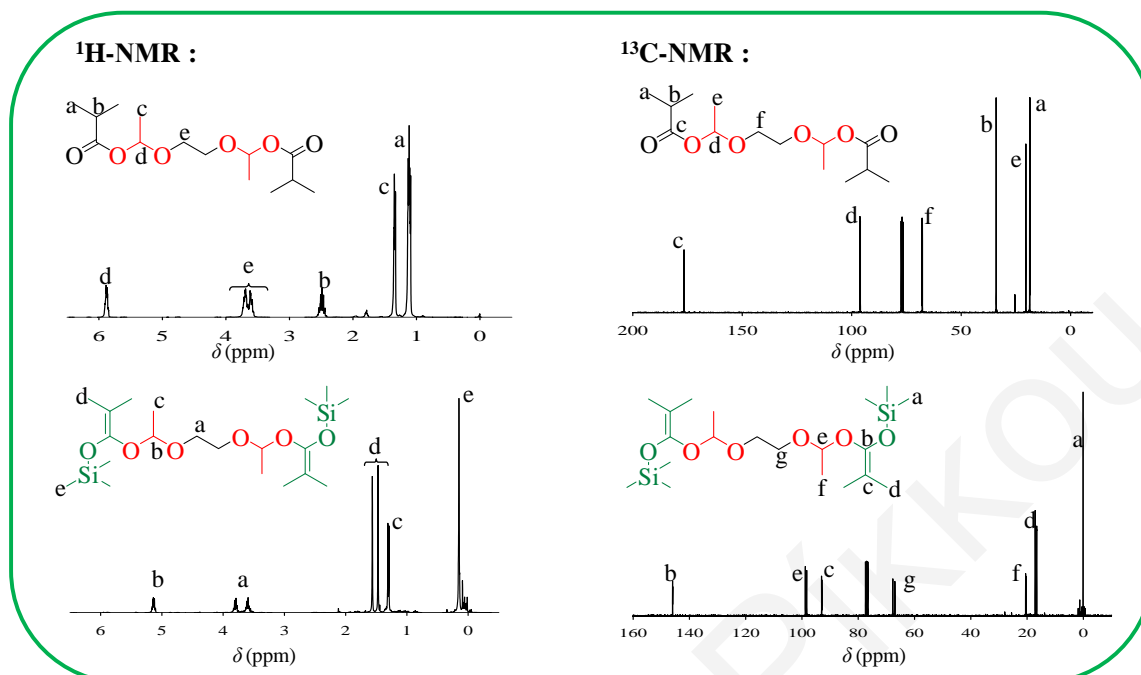 ¹H-NMR :
¹³C-NMR :
a b c
e
O O d O O O O
a
c
d
e
b
6 5 4 3 2 1 0
δ (ppm)
a b e
f
c
O O d O O O O
b
a
e
d
f
c
200 150 100 50 0
δ (ppm)
d c
a
O O b O O O O
Si
Si
e
e
d
c
b
a
6 5 4 3 2 1 0
δ (ppm)
Si
a
O O O O e O b O
Si
g
f
c d
a
d
b
e
c
g
f
160 140 120 100 80 60 40 20 0
δ (ppm)
DIKKOU